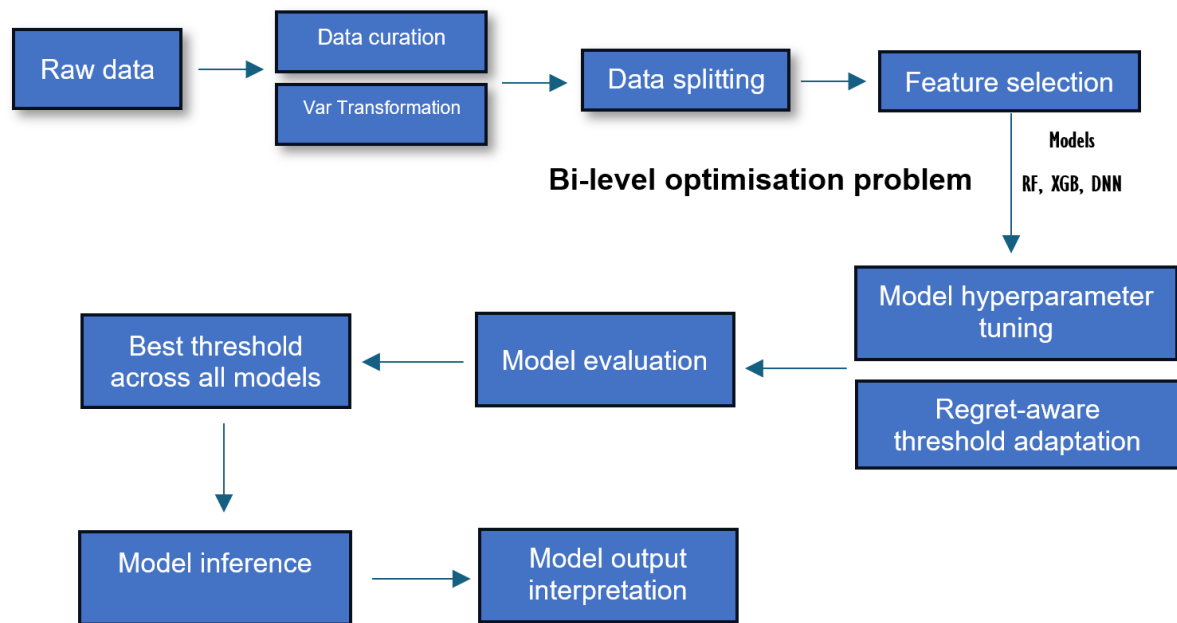 Raw data
Data curation
Var Transformation
Data splitting
Feature selection
Models
RF, XGB, DNN
Bi-level optimisation problem
Model hyperparameter
tuning
Regret-aware
threshold adaptation
Model evaluation
Best threshold
across all models
Model inference
Model output
interpretation